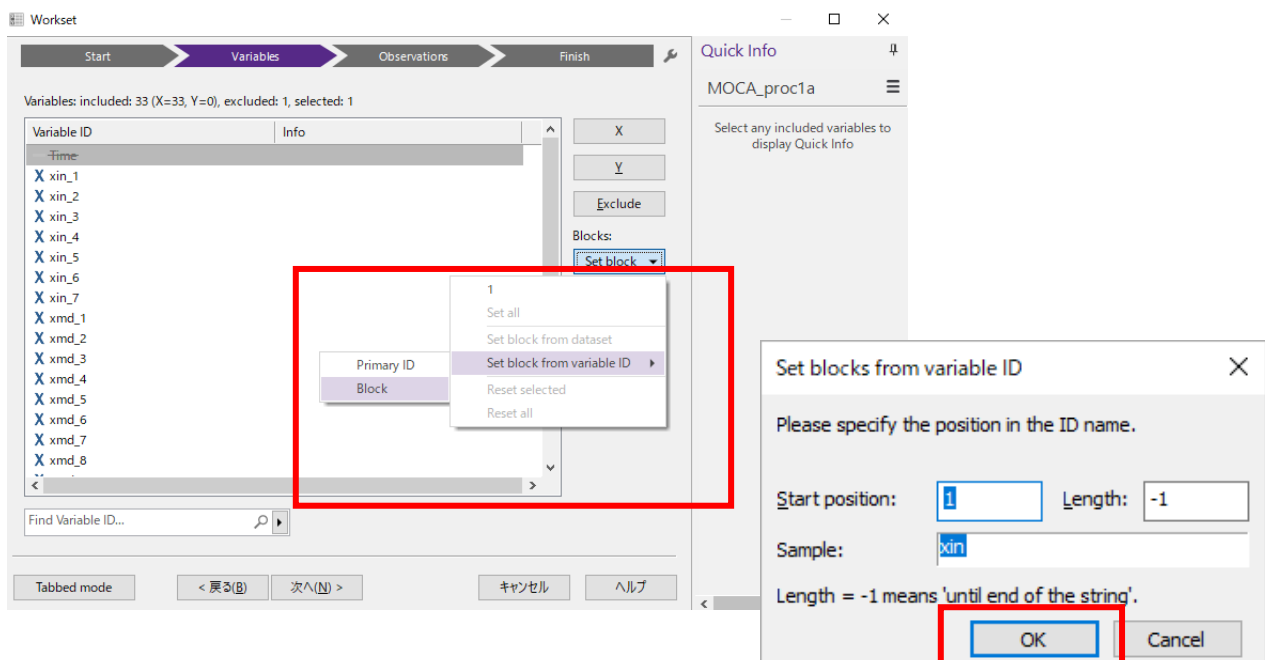 Workset
Start
Variables
Observations
Finish
Variables: included: 33 (X=33, Y=0), excluded: 1, selected: 1
Variable ID
Info
Time
X xin_1
X xin_2
X xin_3
X xin_4
X xin_5
X xin_6
X xin_7
X xmd_1
X xmd_2
X xmd_3
X xmd_4
X xmd_5
X xmd_6
X xmd_7
X xmd_8
X
Y
Exclude
Blocks:
Set block
1
Set all
Set block from dataset
Set block from variable ID
Reset selected
Reset all
Primary ID
Block
Find Variable ID...
Tabbed mode
< 戻る(B)
次へ(N) >
キャンセル
ヘルプ
Quick Info
MOCA_proc1a
Select any included variables to
display Quick Info
Set blocks from variable ID
Please specify the position in the ID name.
Start position: 1 Length: -1
Sample: xin
Length = -1 means 'until end of the string'.
OK
Cancel